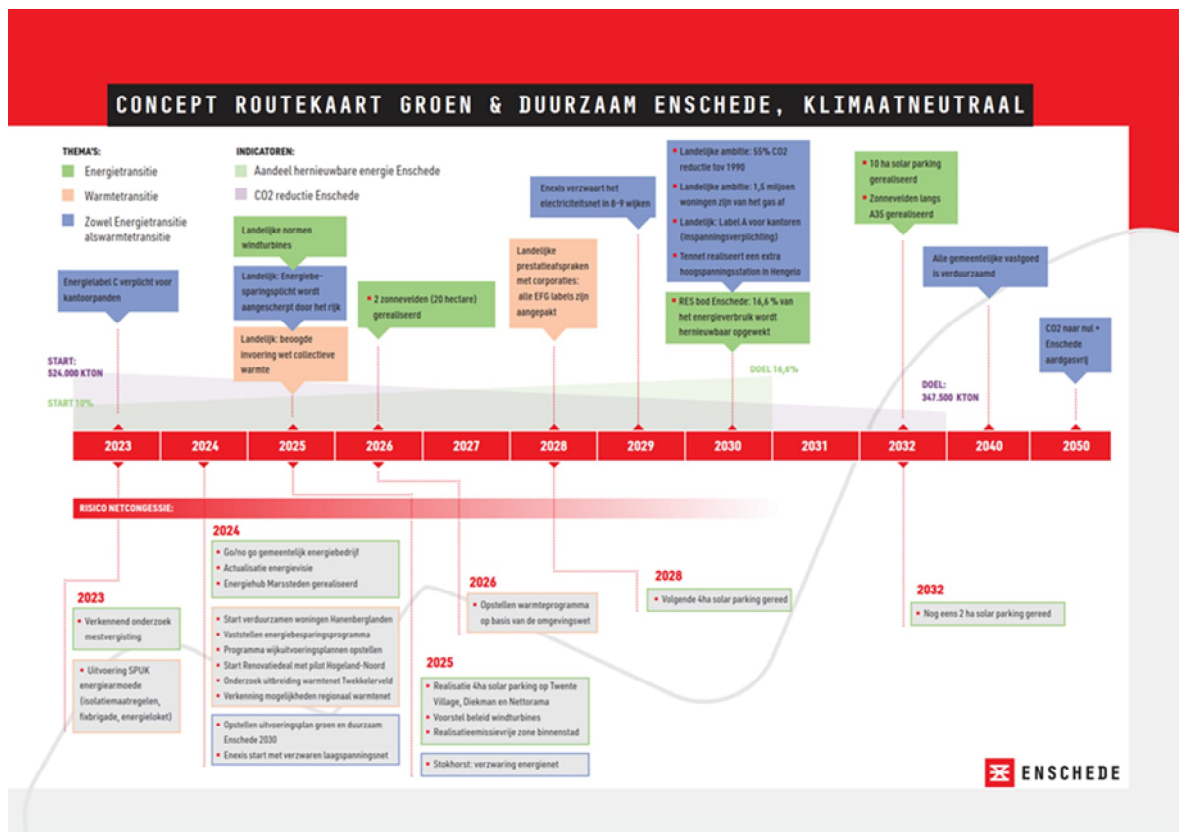 CONCEPT ROUTEKAART GROEN & DUURZAAM ENSCHEDE, KLIMAATNEUTRAAL
THEMA'S:
Energietransitie
Warmtetransitie
Zowel Energietransitie
alswarmtetransitie
INDICATOREN:
Aandeel hernieuwbare energie Enschede
CO2 reductie Enschede
Energielabel C verplicht voor
kantoorpanden
Landelijke normen
windturbines
Landelijk: Energiebe-
sparingsplicht wordt
aangescherpt door het rijk
Landelijk: beoogde
invoering wet collectieve
warmte
2 zonnevelden (20 hectare)
gerealiseerd
Landelijke
prestatieafspraken
met corporaties:
alle EFG labels zijn
aangepakt
Enexis verzwaart het
electriciteitsnet in 8-9 wijken
Landelijke ambitie: 55% CO2
reductie tov 1990
Landelijke ambitie: 1,5 miljoen
woningen zijn van het gas af
Landelijk: Label A voor kantoren
(inspanningsverplichting)
Tennet realiseert een extra
hoogspanningsstation in Hengelo
RES bod Enschede: 16,6 % van
het energieverbruik wordt
hernieuwbaar opgewekt
10 ha solar parking
gerealiseerd
Zonnevelden langs
A35 gerealiseerd
Alle gemeentelijke vastgoed
is verduurzaamd
CO2 naar nul +
Enschede
aardgasvrij
START:
524.000 KTON
START 10%
DOEL 16,6%
DOEL:
347.500 KTON
2023 2024 2025 2026 2027 2028 2029 2030 2031 2032 2040 2050
RISICO NETCONGESSIE:
2023
Verkennend onderzoek
mestvergisting
Uitvoering SPUK
energiearmoede
(isolatiemaatregelen,
fixbrigade, energieloket)
2024
Go/no go gemeentelijk energiebedrijf
Actualisatie energievisie
Energiehub Marssteden gerealiseerd
Start verduurzamen woningen Hanenberglanden
Vaststellen energiebesparingsprogramma
Programma wijkuitvoeringsplannen opstellen
Start Renovatiedeal met pilot Hogeland-Noord
Onderzoek uitbreiding warmtenet Twekkelerveld
Verkenning mogelijkheden regionaal warmtenet
Opstellen uitvoeringsplan groen en duurzaam
Enschede 2030
Enexis start met verzwaren laagspanningsnet
2025
Realisatie 4ha solar parking op Twente
Village, Diekman en Nettorama
Voorstel beleid windturbines
Realisatieemissievrije zone binnenstad
Stokhorst: verzwaring energienet
2026
Opstellen warmteprogramma
op basis van de omgevingswet
2028
Volgende 4ha solar parking gereed
2032
Nog eens 2 ha solar parking gereed
ENSCHEDE